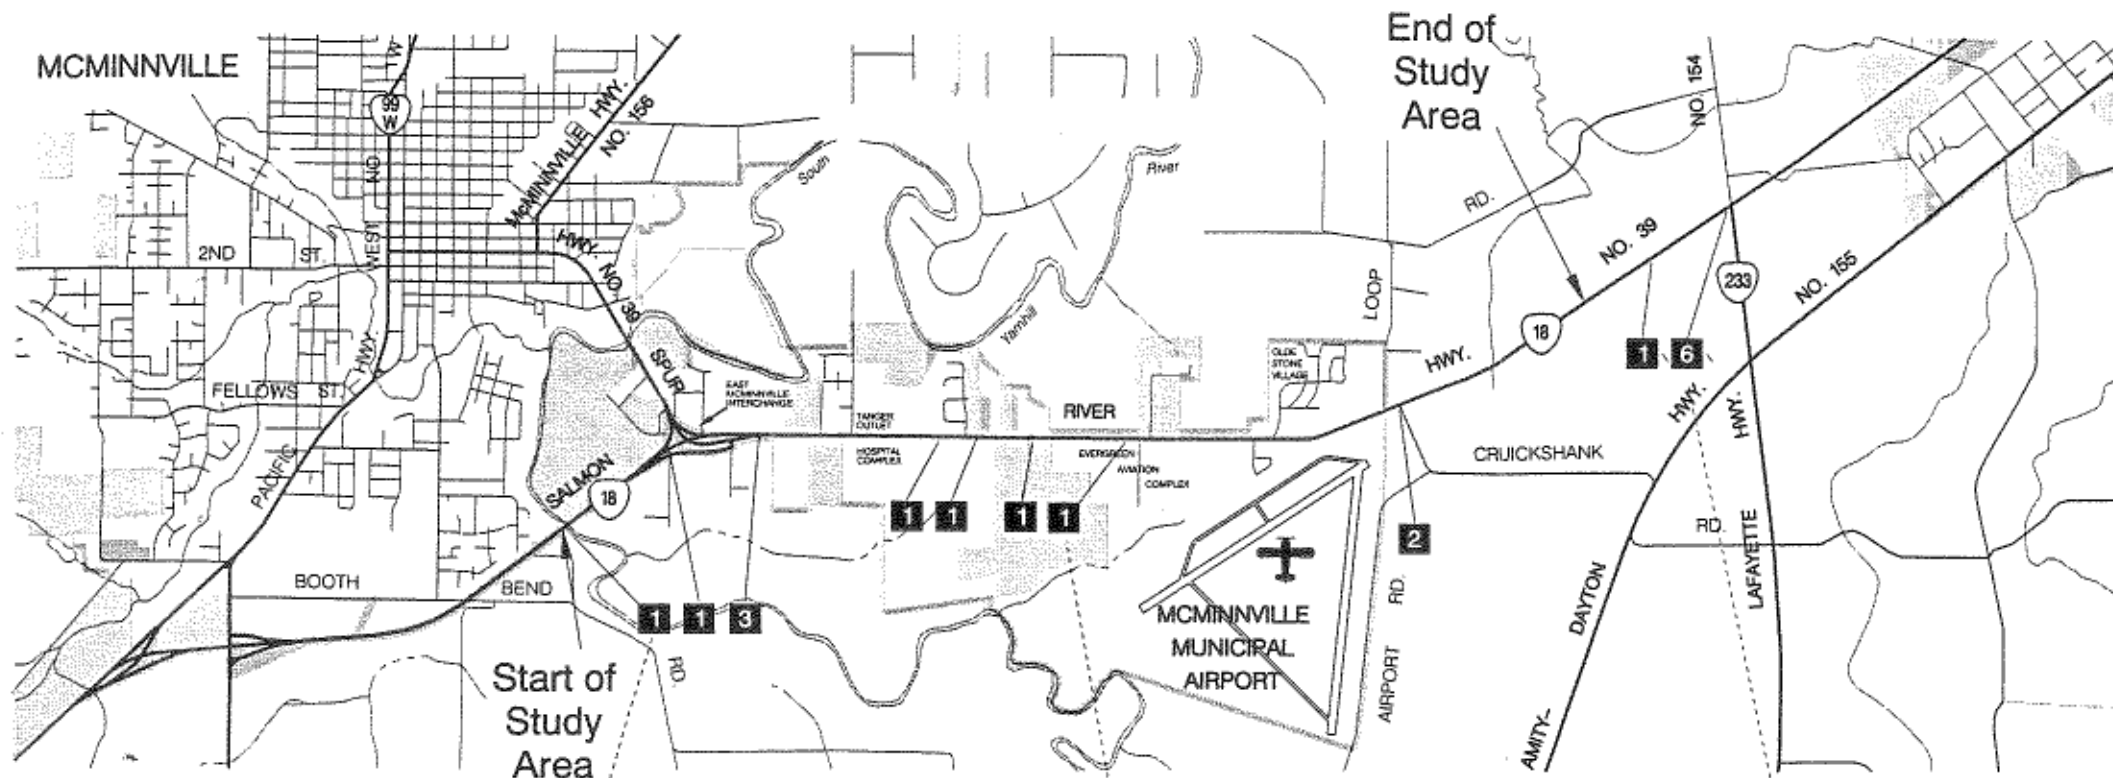 MCMINNVILLE
End of
Study
Area
99
W
W
NO
WEST
HWY.
PACIFIC
McMINNVILLE HWY.
NO. 156
2ND ST.
FELLOWS ST.
HWY. NO. 39
SPUR
EAST
MCMINNVILLE
INTERCHANGE
South
Yamhill
River
TANGER
OUTLET
HOSPITAL
COMPLEX
RIVER
EVERGREEN
AVIATION
COMPLEX
OLDE
STONE
VILLAGE
LOOP
RD.
NO. 154
NO. 39
HWY.
18
233
NO. 155
HWY.
HWY.
CRUICKSHANK
RD.
1
6
SALMON
18
1
1
1
1
2
BOOTH
BEND
RD.
1
1
3
MCMINNVILLE
MUNICIPAL
AIRPORT
AIRPORT
RD.
AMITY-
DAYTON
LAFAYETTE
Start of
Study
Area